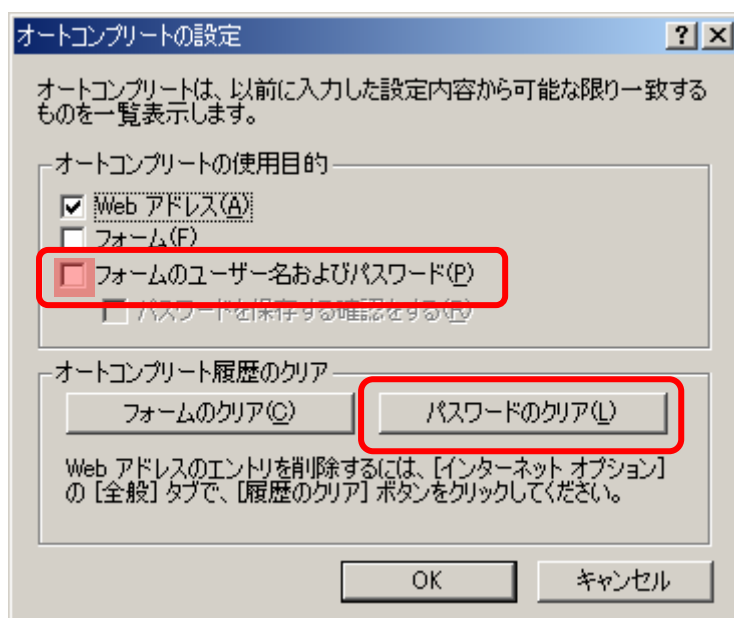 オートコンプリートの設定
オートコンプリートは、以前に入力した設定内容から可能な限り一致する
ものを一覧表示します。
オートコンプリートの使用目的
Web アドレス(A)
フォーム(F)
フォームのユーザー名およびパスワード(P)
パスワードを保存する確認をする(R)
オートコンプリート履歴のクリア
フォームのクリア(C)
パスワードのクリア(L)
Web アドレスのエントリを削除するには、[インターネット オプション]
の [全般] タブで、[履歴のクリア] ボタンをクリックしてください。
OK
キャンセル